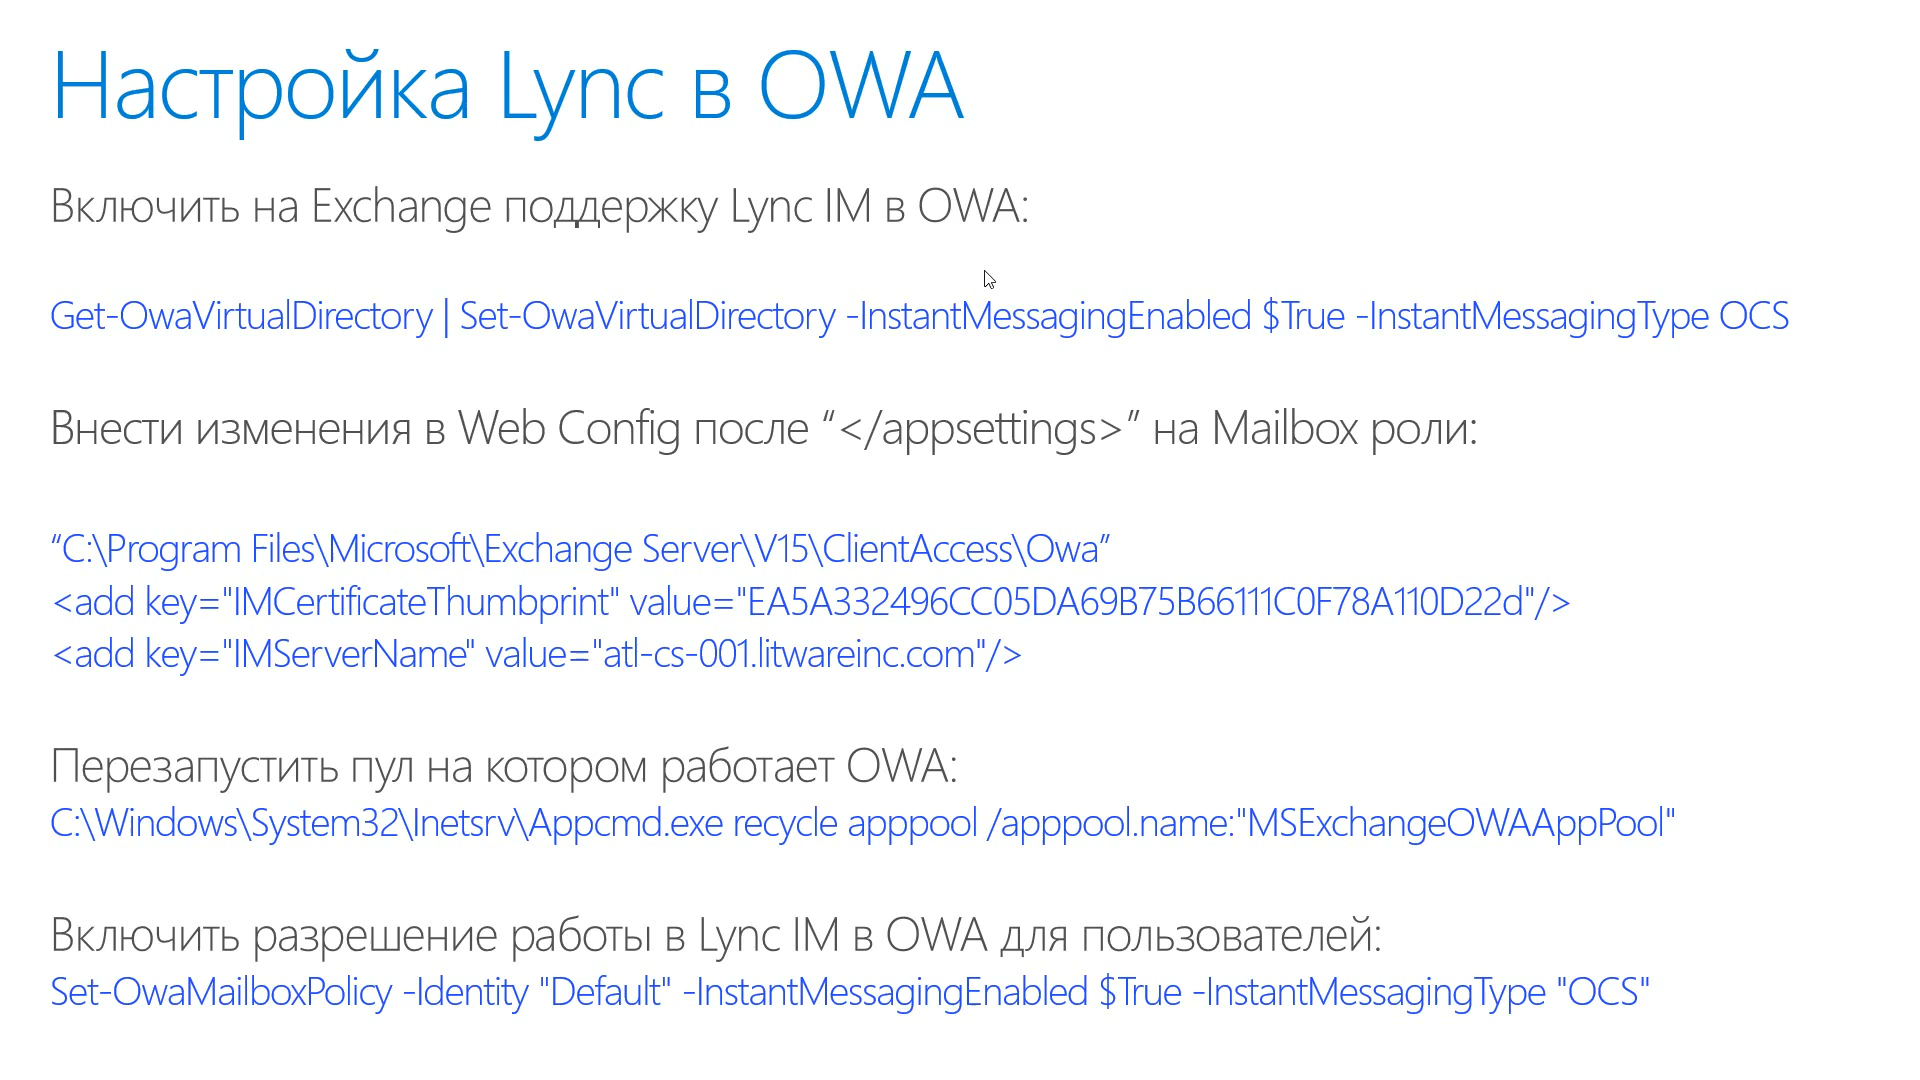 Настройка Lync в OWA
Включить на Exchange поддержку Lync IM в OWA:
Get-OwaVirtualDirectory | Set-OwaVirtualDirectory -InstantMessagingEnabled $True -InstantMessagingType OCS
Внести изменения в Web Config после “</appsettings>” на Mailbox роли:
“C:\Program Files\Microsoft\Exchange Server\V15\ClientAccess\Owa”
<add key="IMCertificateThumbprint" value="EA5A332496CC05DA69B75B66111C0F78A110D22d"/>
<add key="IMServerName" value="atl-cs-001.litwareinc.com"/>
Перезапустить пул на котором работает OWA:
C:\Windows\System32\Inetsrv\Appcmd.exe recycle apppool /apppool.name:"MSExchangeOWAAppPool"
Включить разрешение работы в Lync IM в OWA для пользователей:
Set-OwaMailboxPolicy -Identity "Default" -InstantMessagingEnabled $True -InstantMessagingType "OCS"